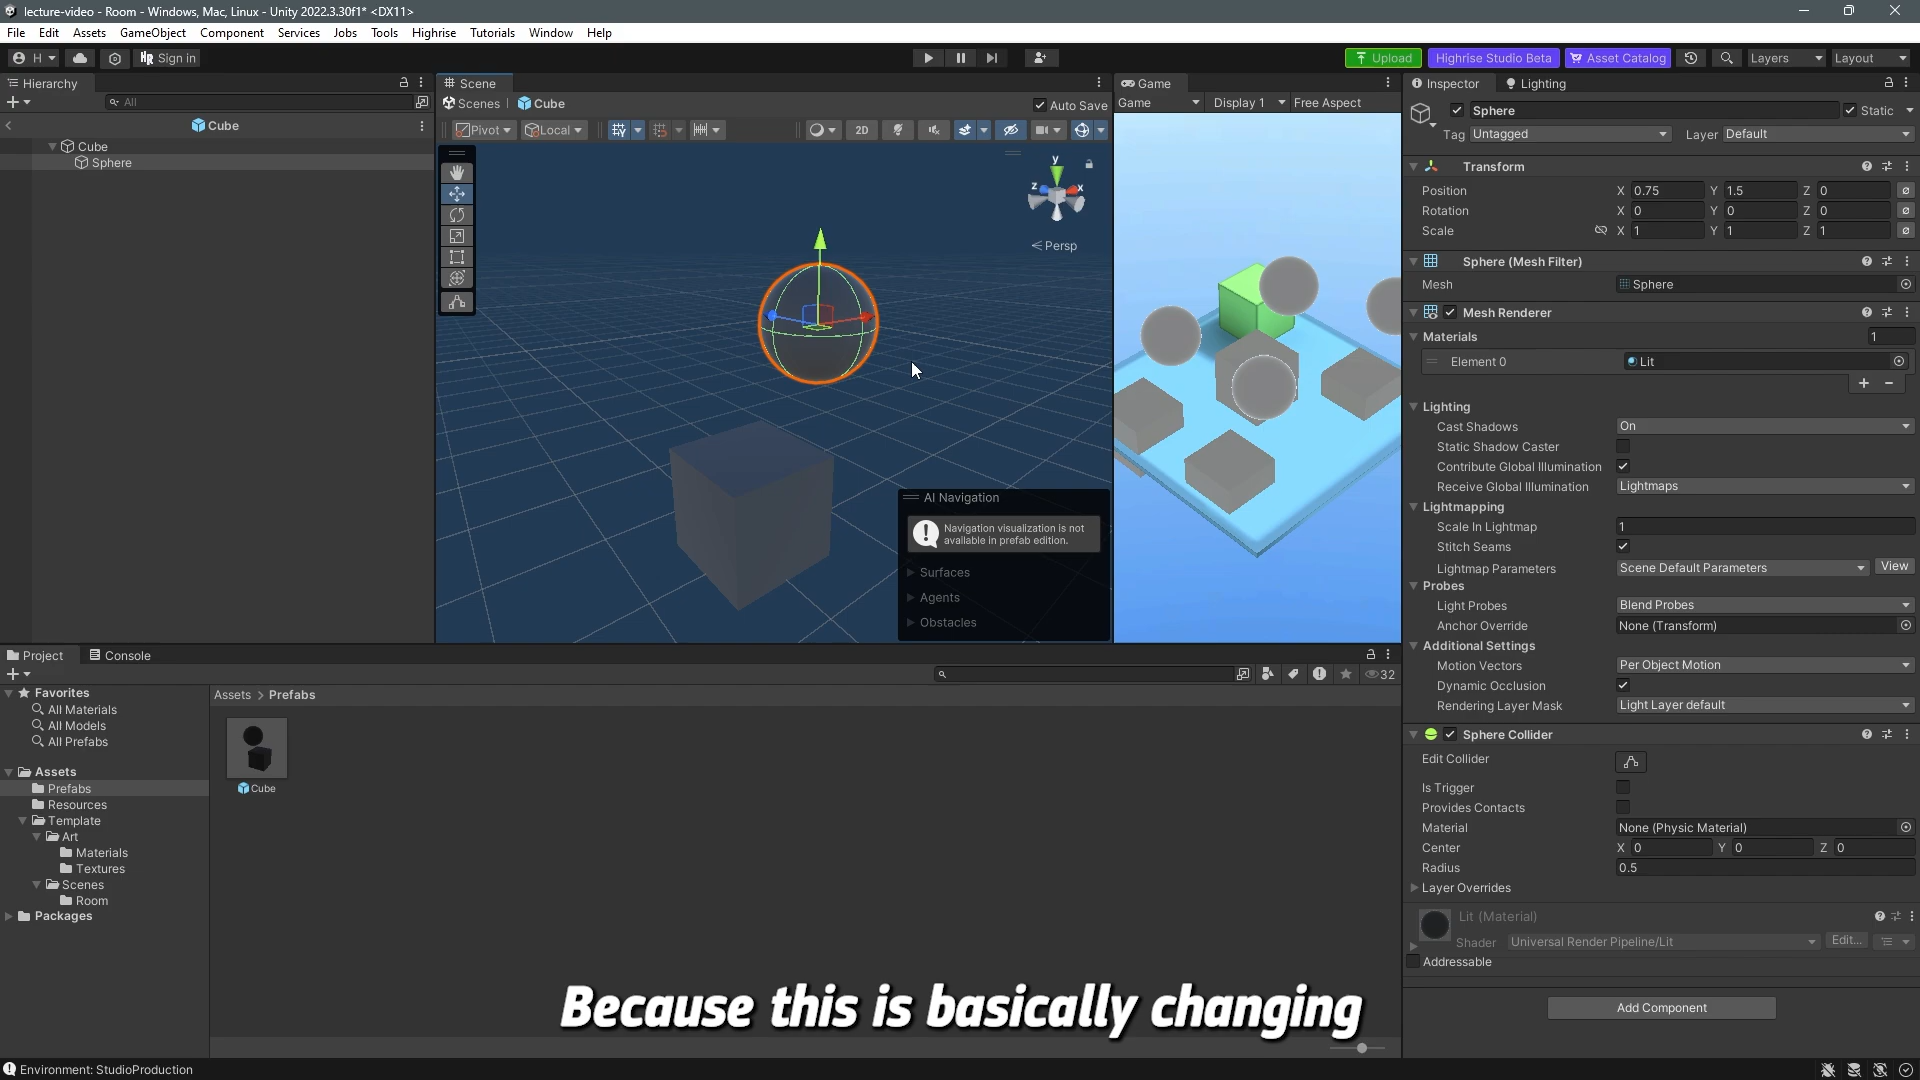 lecture-video - Room - Windows, Mac, Linux - Unity 2022.3.30f1* <DX11>
File Edit Assets GameObject Component Services Jobs Tools Highrise Tutorials Window Help
H Sign in Upload Highrise Studio Beta Asset Catalog Layers Layout
Hierarchy
All
Cube
Cube
Sphere
Scene
Scenes Cube Auto Save
Pivot Local 2D
y
z x
Persp
AI Navigation
Navigation visualization is not
available in prefab edition.
Surfaces
Agents
Obstacles
Game
Game Display 1 Free Aspect
Inspector Lighting
Sphere Static
Tag Untagged Layer Default
Transform
Position X 0.75 Y 1.5 Z 0
Rotation X 0 Y 0 Z 0
Scale X 1 Y 1 Z 1
Sphere (Mesh Filter)
Mesh Sphere
Mesh Renderer
Materials 1
Element 0 Lit
Lighting
Cast Shadows On
Static Shadow Caster
Contribute Global Illumination
Receive Global Illumination Lightmaps
Lightmapping
Scale In Lightmap 1
Stitch Seams
Lightmap Parameters Scene Default Parameters View
Probes
Light Probes Blend Probes
Anchor Override None (Transform)
Additional Settings
Motion Vectors Per Object Motion
Dynamic Occlusion
Rendering Layer Mask Light Layer default
Sphere Collider
Edit Collider
Is Trigger
Provides Contacts
Material None (Physic Material)
Center X 0 Y 0 Z 0
Radius 0.5
Layer Overrides
Lit (Material)
Shader Universal Render Pipeline/Lit Edit...
Addressable
Add Component
Project Console
32
Favorites
All Materials
All Models
All Prefabs
Assets
Prefabs
Resources
Template
Art
Materials
Textures
Scenes
Room
Packages
Assets > Prefabs
Cube
Because this is basically changing
Environment: StudioProduction